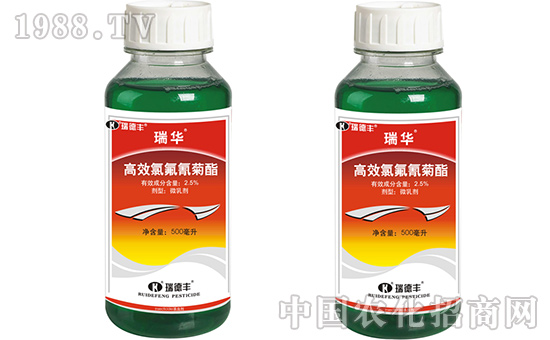 1988.TV
瑞德丰®
瑞华®
高效氯氟氰菊酯
有效成分含量：2.5%
剂型：微乳剂
净含量：500毫升
瑞德丰®
RUIDEFENG PESTICIDE
瑞德丰®
瑞华®
高效氯氟氰菊酯
有效成分含量：2.5%
剂型：微乳剂
净含量：500毫升
瑞德丰®
RUIDEFENG PESTICIDE
中国农化招商网